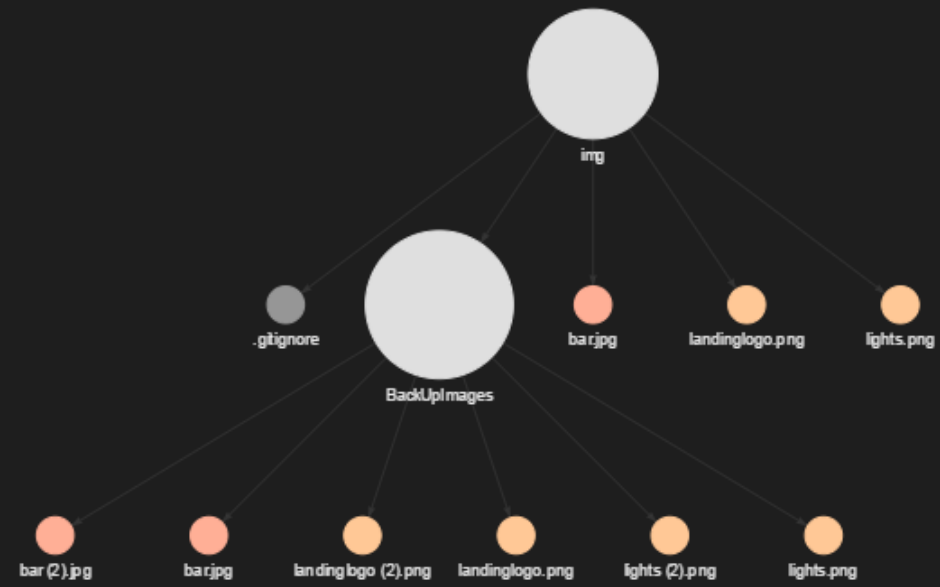 img
.gitignore
bar.jpg
landinglogo.png
lights.png
BackUpImages
bar (2).jpg
bar.jpg
landinglogo (2).png
landinglogo.png
lights (2).png
lights.png